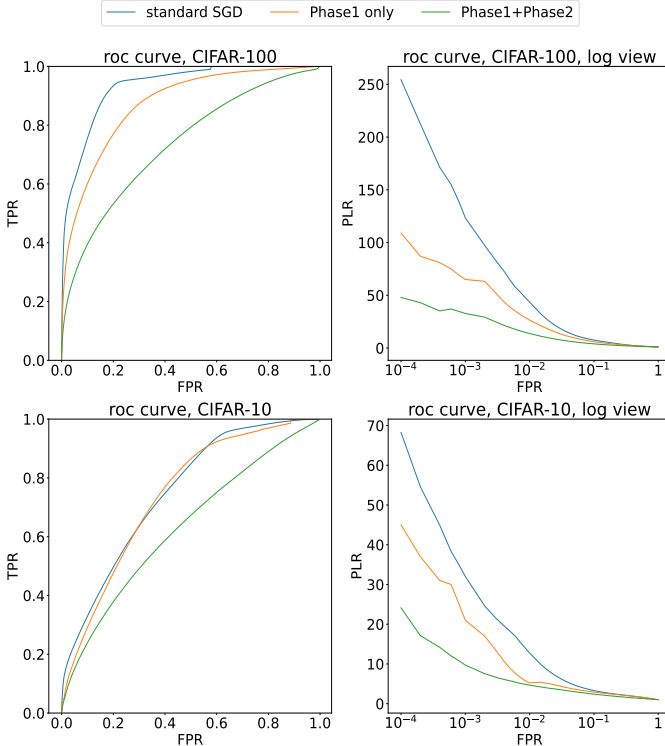 standard SGD Phase1 only Phase1+Phase2
roc curve, CIFAR-100
1.0
0.8
0.6
0.4
0.2
0.0
TPR
0.0 0.2 0.4 0.6 0.8 1.0
FPR
roc curve, CIFAR-100, log view
250
200
150
100
50
0
PLR
10⁻⁴ 10⁻³ 10⁻² 10⁻¹ 1
FPR
roc curve, CIFAR-10
1.0
0.8
0.6
0.4
0.2
0.0
TPR
0.0 0.2 0.4 0.6 0.8 1.0
FPR
roc curve, CIFAR-10, log view
70
60
50
40
30
20
10
0
PLR
10⁻⁴ 10⁻³ 10⁻² 10⁻¹ 1
FPR